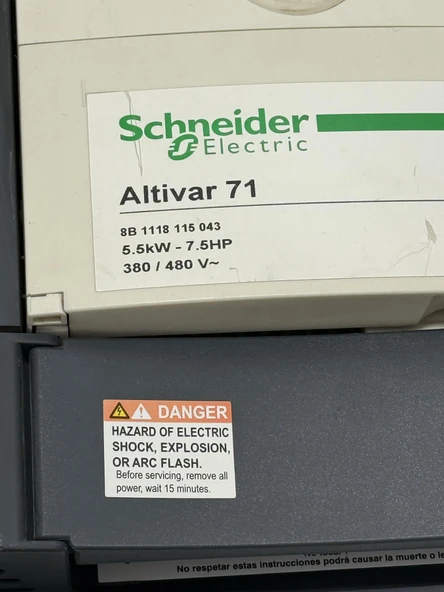 Schneider
Electric
Altivar 71
8B 1118 115 043
5.5kW - 7.5HP
380 / 480 V~
DANGER
HAZARD OF ELECTRIC
SHOCK, EXPLOSION,
OR ARC FLASH.
Before servicing, remove all
power, wait 15 minutes.
No respetar estas instrucciones podrá causar la muerte o le